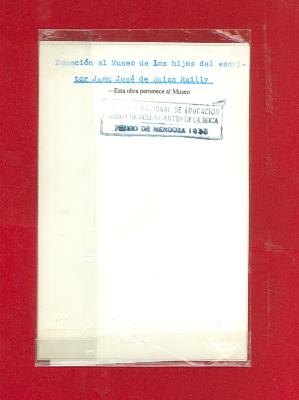 Donación al Museo de los hijos del escri-
tor Juan José de Soiza Reilly
--Esta obra pertenece al Museo
NACIONAL DE EDUCACION
MUSEO DE BELLAS ARTES DE LA BOCA
PEDRO DE MENDOZA 1835